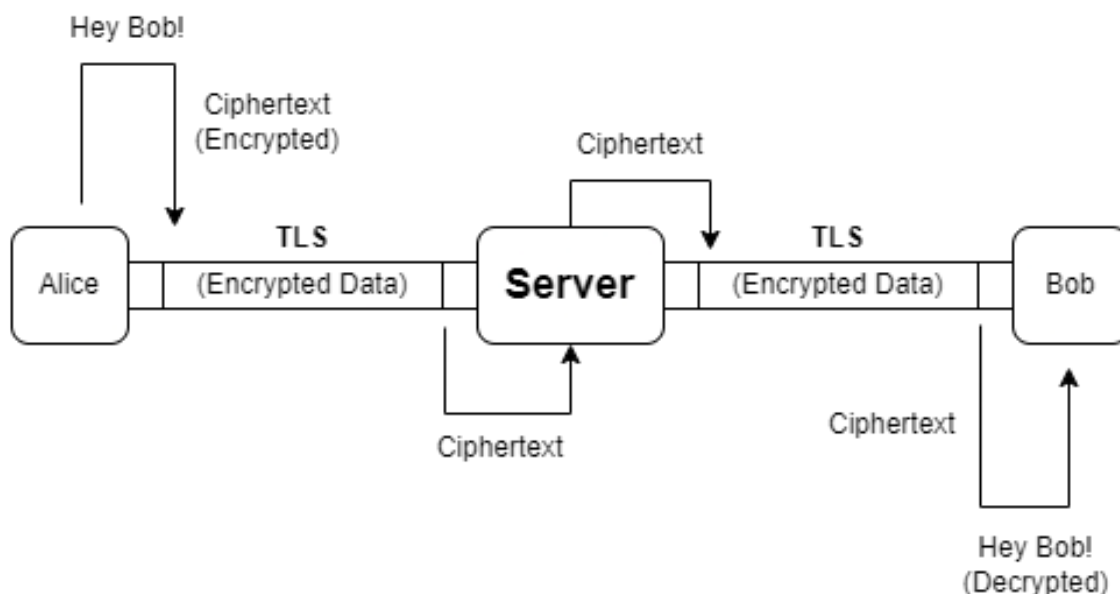 Hey Bob!
Ciphertext
(Encrypted)
Ciphertext
TLS
TLS
Alice
(Encrypted Data)
Server
(Encrypted Data)
Bob
Ciphertext
Ciphertext
Hey Bob!
(Decrypted)